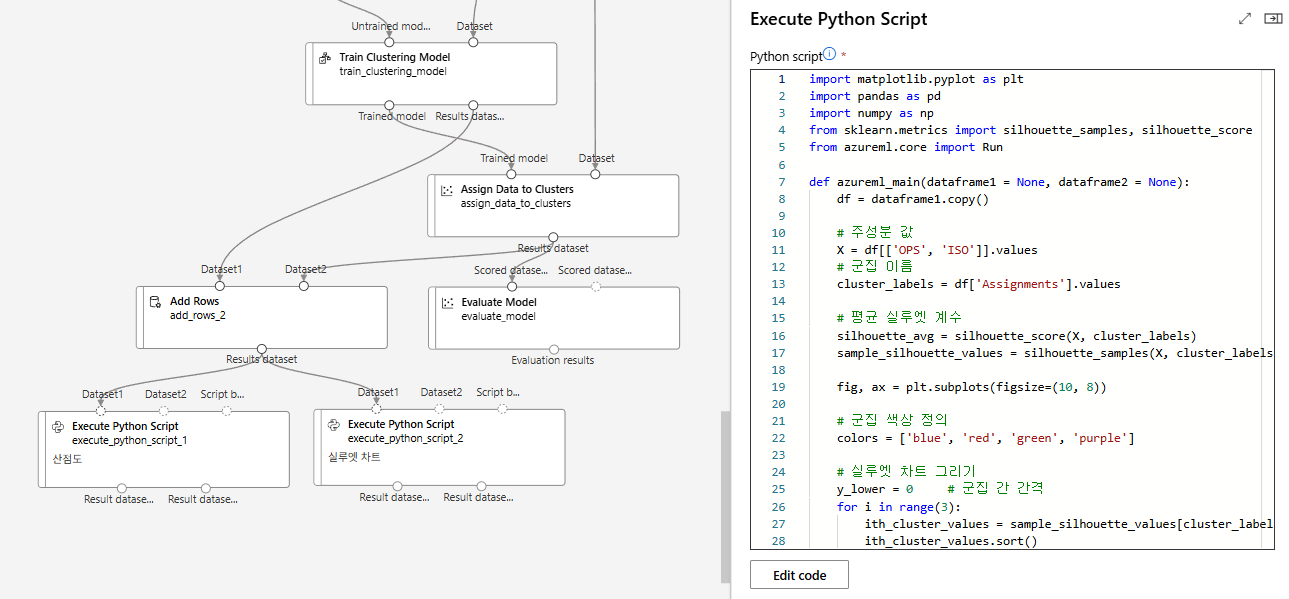 Untrained mod...
Dataset
Train Clustering Model
train_clustering_model
Trained model
Results datas...
Trained model
Dataset
Assign Data to Clusters
assign_data_to_clusters
Results dataset
Dataset1
Dataset2
Scored datase...
Scored datase...
Add Rows
add_rows_2
Evaluate Model
evaluate_model
Results dataset
Evaluation results
Dataset1
Dataset2
Script b...
Dataset1
Dataset2
Script b...
Execute Python Script
execute_python_script_1
산점도
Execute Python Script
execute_python_script_2
실루엣 차트
Result datase...
Result datase...
Result datase...
Result datase...
Execute Python Script
Python script *
1 import matplotlib.pyplot as plt
2 import pandas as pd
3 import numpy as np
4 from sklearn.metrics import silhouette_samples, silhouette_score
5 from azureml.core import Run
6
7 def azureml_main(dataframe1 = None, dataframe2 = None):
8     df = dataframe1.copy()
9
10     # 주성분 값
11     X = df[['OPS', 'ISO']].values
12     # 군집 이름
13     cluster_labels = df['Assignments'].values
14
15     # 평균 실루엣 계수
16     silhouette_avg = silhouette_score(X, cluster_labels)
17     sample_silhouette_values = silhouette_samples(X, cluster_labels
18
19     fig, ax = plt.subplots(figsize=(10, 8))
20
21     # 군집 색상 정의
22     colors = ['blue', 'red', 'green', 'purple']
23
24     # 실루엣 차트 그리기
25     y_lower = 0     # 군집 간 간격
26     for i in range(3):
27         ith_cluster_values = sample_silhouette_values[cluster_label
28         ith_cluster_values.sort()
Edit code